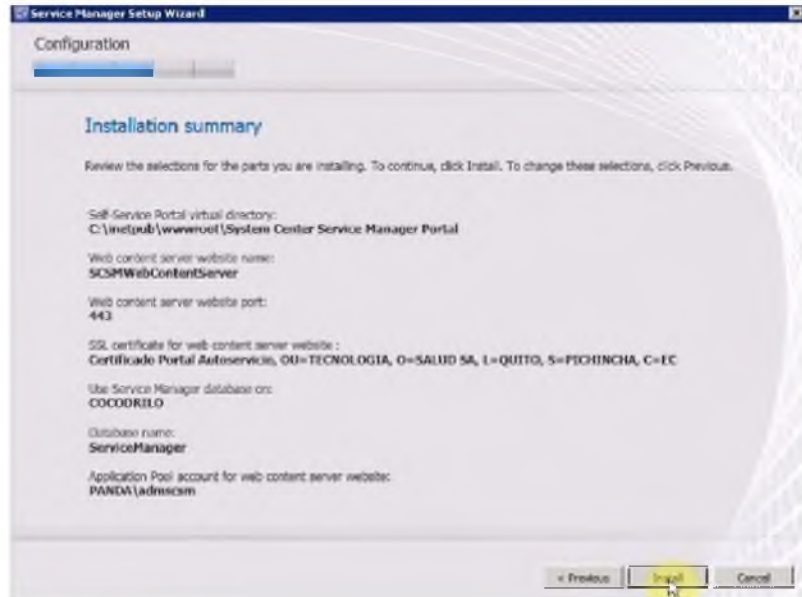 Service Manager Setup Wizard
Configuration
Installation summary
Review the selections for the parts you are installing. To continue, click Install. To change these selections, click Previous.
Self-Service Portal virtual directory:
C:\inetpub\wwwroot\System Center Service Manager Portal
Web content server website name:
SCSMWebContentServer
Web content server website port:
443
SSL certificate for web content server website :
Certificado Portal Autoservicio, OU=TECNOLOGIA, O=SALUD SA, L=QUITO, S=PICHINCHA, C=EC
Use Service Manager database on:
COCODRILO
Database name:
ServiceManager
Application Pool account for web content server website:
PANDA\admscsm
< Previous Install Cancel